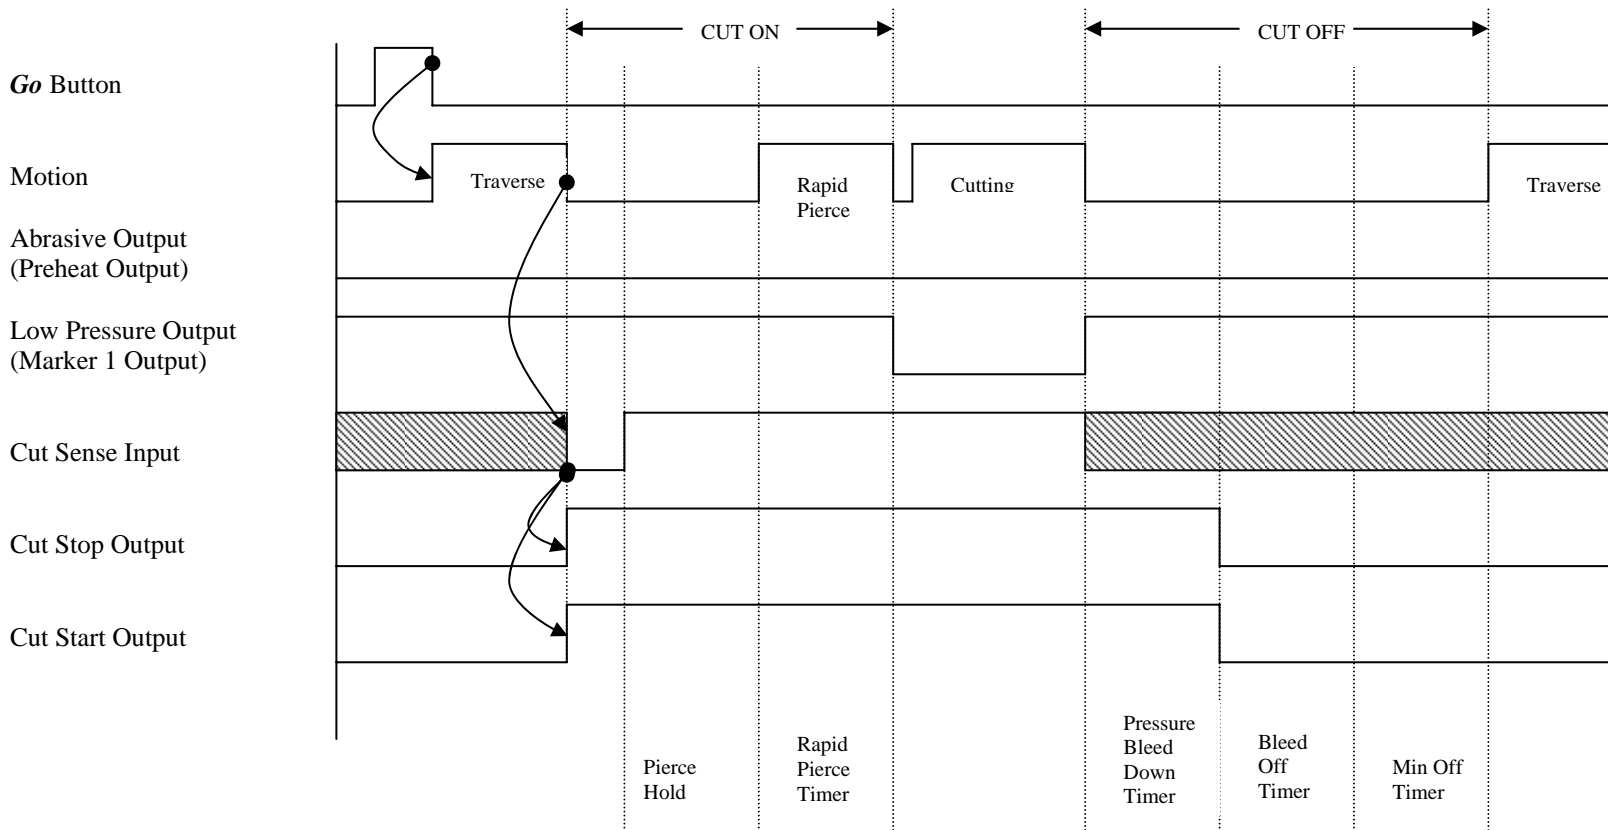 CUT ON
CUT OFF
Go Button
Motion
Traverse
Rapid
Pierce
Cutting
Traverse
Abrasive Output
(Preheat Output)
Low Pressure Output
(Marker 1 Output)
Cut Sense Input
Cut Stop Output
Cut Start Output
Pierce
Hold
Rapid
Pierce
Timer
Pressure
Bleed
Down
Timer
Bleed
Off
Timer
Min Off
Timer